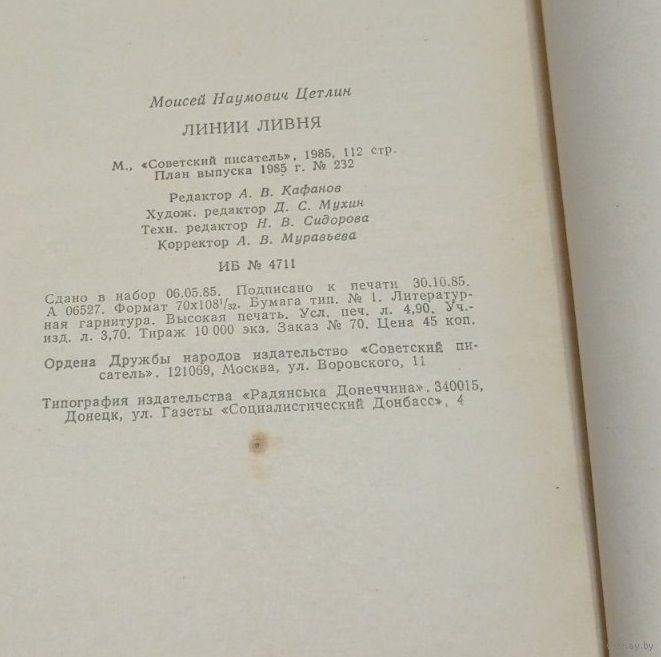 Моисей Наумович Цетлин
ЛИНИИ ЛИВНЯ
М., «Советский писатель», 1985, 112 стр.
План выпуска 1985 г. № 232
Редактор А. В. Кафанов
Худож. редактор Д. С. Мухин
Техн. редактор Н. В. Сидорова
Корректор А. В. Муравьева
ИБ № 4711
Сдано в набор 06.05.85. Подписано к печати 30.10.85.
А 06527. Формат 70х108¹/₃₂. Бумага тип. № 1. Литератур-
ная гарнитура. Высокая печать. Усл. печ. л. 4,90. Уч.-
изд. л. 3,70. Тираж 10 000 экз. Заказ № 70. Цена 45 коп.
Ордена Дружбы народов издательство «Советский пи-
сатель». 121069, Москва, ул. Воровского, 11
Типография издательства «Радянська Донеччина». 340015,
Донецк, ул. Газеты «Социалистический Донбасс», 4